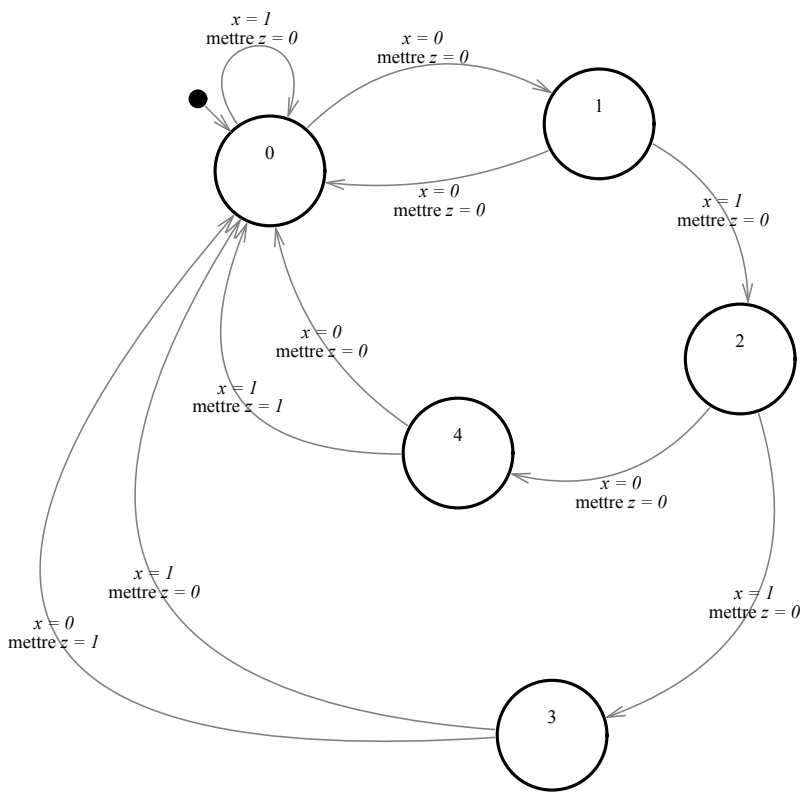 x = 1
mettre z = 0
x = 0
mettre z = 0
1
0
x = 0
mettre z = 0
x = 1
mettre z = 0
2
x = 0
mettre z = 0
x = 1
mettre z = 1
4
x = 0
mettre z = 0
x = 1
mettre z = 0
x = 1
mettre z = 0
x = 0
mettre z = 1
3